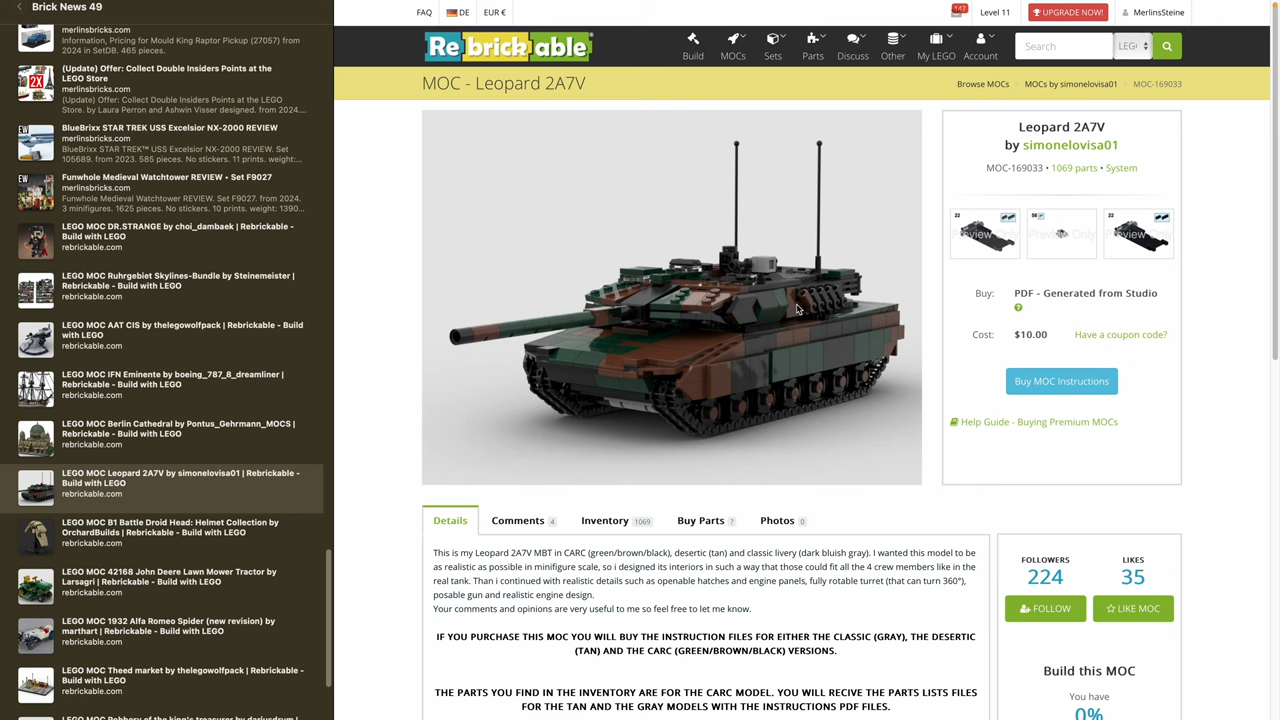 Brick News 49
merlinsbricks.com
Information, Pricing for Mould King Raptor Pickup (27057) from
2024 in SetDB. 465 pieces.
(Update) Offer: Collect Double Insiders Points at the
LEGO Store
merlinsbricks.com
(Update) Offer: Collect Double Insiders Points at the LEGO
Store. by Laura Perron and Ashwin Visser designed. from 2024....
BlueBrixx STAR TREK USS Excelsior NX-2000 REVIEW
merlinsbricks.com
BlueBrixx STAR TREK™ USS Excelsior NX-2000 REVIEW. Set
105689. from 2023. 585 pieces. No stickers. 11 prints. weight:...
Funwhole Medieval Watchtower REVIEW • Set F9027
merlinsbricks.com
Funwhole Medieval Watchtower REVIEW. Set F9027. from 2024.
3 minifigures. 1625 pieces. No stickers. 10 prints. weight: 1390...
LEGO MOC DR.STRANGE by choi_dambaek | Rebrickable -
Build with LEGO
rebrickable.com
LEGO MOC Ruhrgebiet Skylines-Bundle by Steinemeister |
Rebrickable - Build with LEGO
rebrickable.com
LEGO MOC AAT CIS by thelegowolfpack | Rebrickable - Build
with LEGO
rebrickable.com
LEGO MOC IFN Eminente by boeing_787_8_dreamliner |
Rebrickable - Build with LEGO
rebrickable.com
LEGO MOC Berlin Cathedral by Pontus_Gehrmann_MOCS |
Rebrickable - Build with LEGO
rebrickable.com
LEGO MOC Leopard 2A7V by simonelovisa01 | Rebrickable -
Build with LEGO
rebrickable.com
LEGO MOC B1 Battle Droid Head: Helmet Collection by
OrchardBuilds | Rebrickable - Build with LEGO
rebrickable.com
LEGO MOC 42168 John Deere Lawn Mower Tractor by
Larsagri | Rebrickable - Build with LEGO
rebrickable.com
LEGO MOC 1932 Alfa Romeo Spider (new revision) by
marthart | Rebrickable - Build with LEGO
rebrickable.com
LEGO MOC Theed market by thelegowolfpack | Rebrickable -
Build with LEGO
rebrickable.com
LEGO MOC Robbery of the king's treasurer by dariusdrum |
FAQ DE EUR € 147 Level 11 UPGRADE NOW! MerlinsSteine
Rebrickable Build MOCs Sets Parts Discuss Other My LEGO Account Search LEG
MOC - Leopard 2A7V Browse MOCs MOCs by simonelovisa01 MOC-169033
Leopard 2A7V
by simonelovisa01
MOC-169033 • 1069 parts • System
22 58 22
Preview Only Preview Only Preview Only
Buy: PDF - Generated from Studio
Cost: $10.00 Have a coupon code?
Buy MOC Instructions
Help Guide - Buying Premium MOCs
Details Comments 4 Inventory 1069 Buy Parts ? Photos 0
This is my Leopard 2A7V MBT in CARC (green/brown/black), desertic (tan) and classic livery (dark bluish gray). I wanted this model to be
as realistic as possible in minifigure scale, so i designed its interiors in such a way that those could fit all the 4 crew members like in the
real tank. Than i continued with realistic details such as openable hatches and engine panels, fully rotable turret (that can turn 360°),
posable gun and realistic engine design.
Your comments and opinions are very useful to me so feel free to let me know.
IF YOU PURCHASE THIS MOC YOU WILL BUY THE INSTRUCTION FILES FOR EITHER THE CLASSIC (GRAY), THE DESERTIC
(TAN) AND THE CARC (GREEN/BROWN/BLACK) VERSIONS.
THE PARTS YOU FIND IN THE INVENTORY ARE FOR THE CARC MODEL. YOU WILL RECIVE THE PARTS LISTS FILES
FOR THE TAN AND THE GRAY MODELS WITH THE INSTRUCTIONS PDF FILES.
FOLLOWERS LIKES
224 35
FOLLOW LIKE MOC
Build this MOC
You have
0%